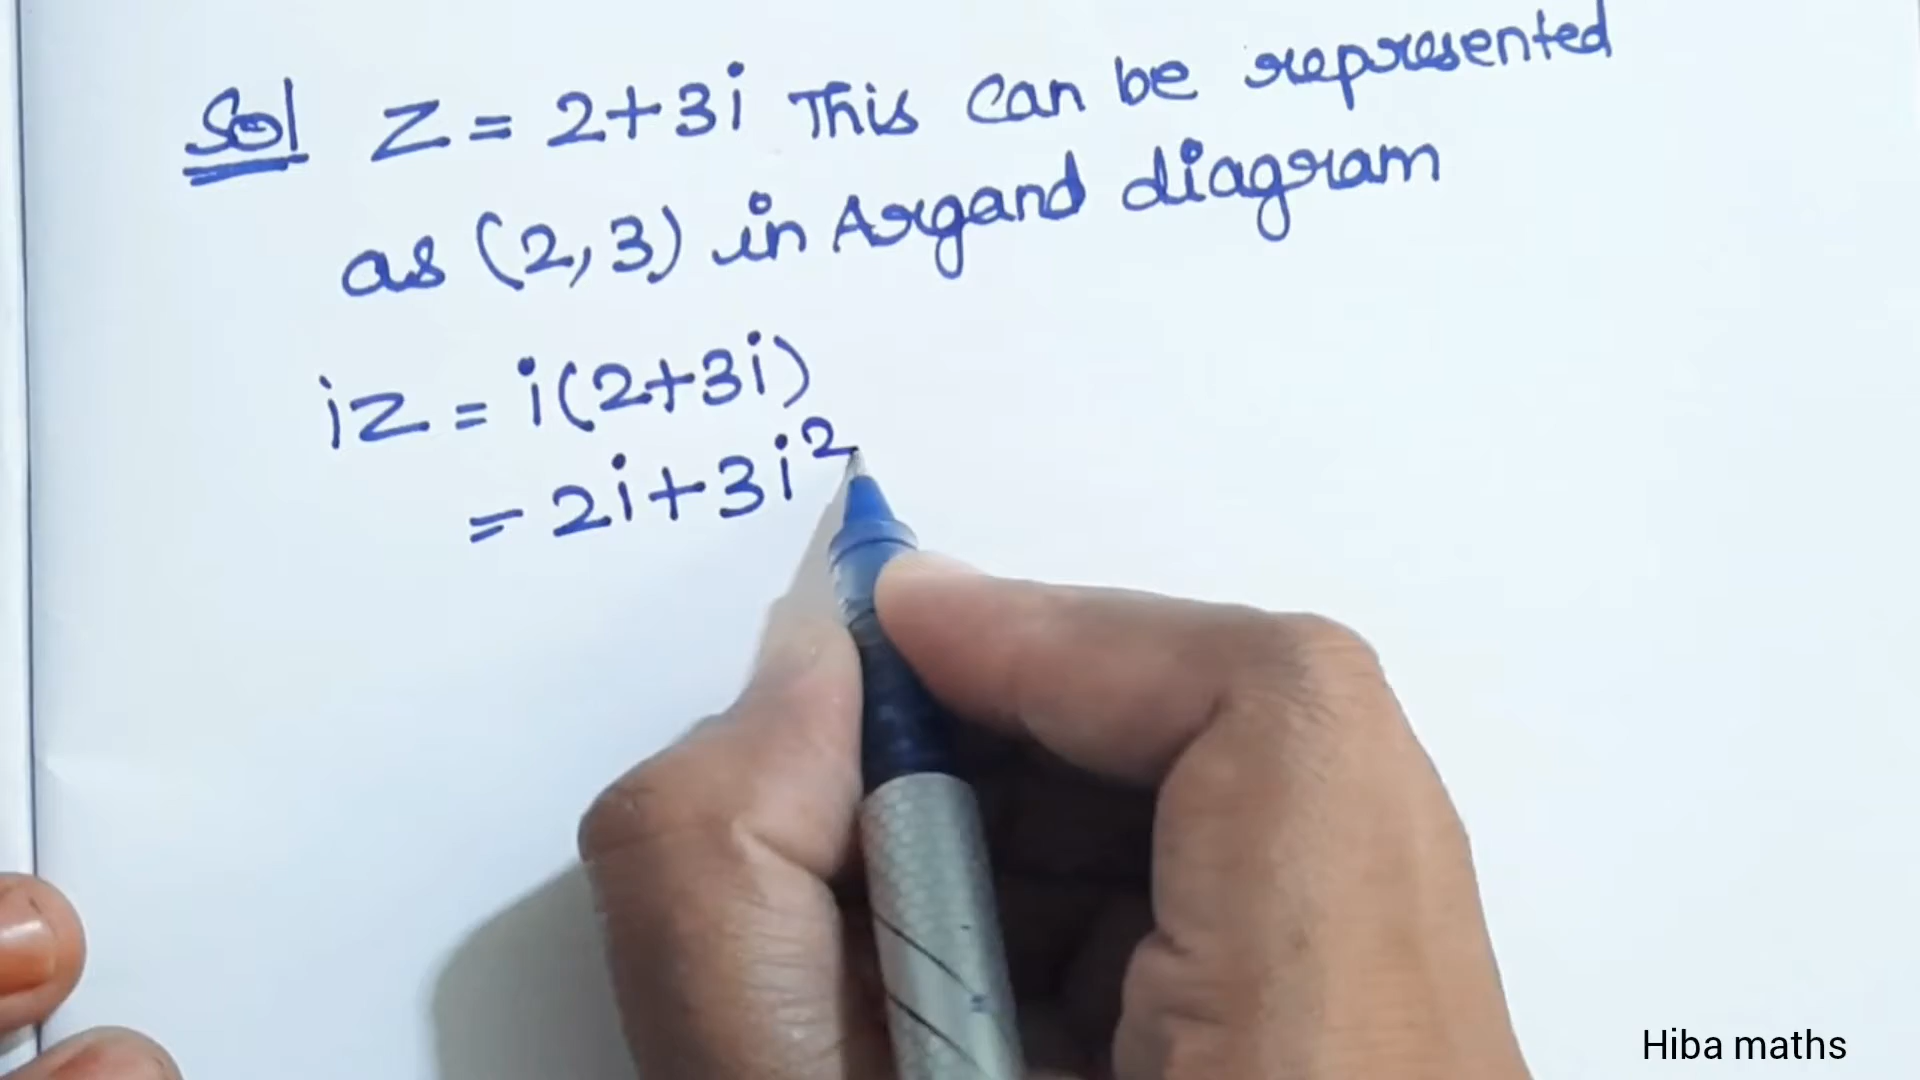 Sol z = 2+3i This can be represented
as (2,3) in Argand diagram
iz = i(2+3i)
= 2i+3i²
Hiba maths